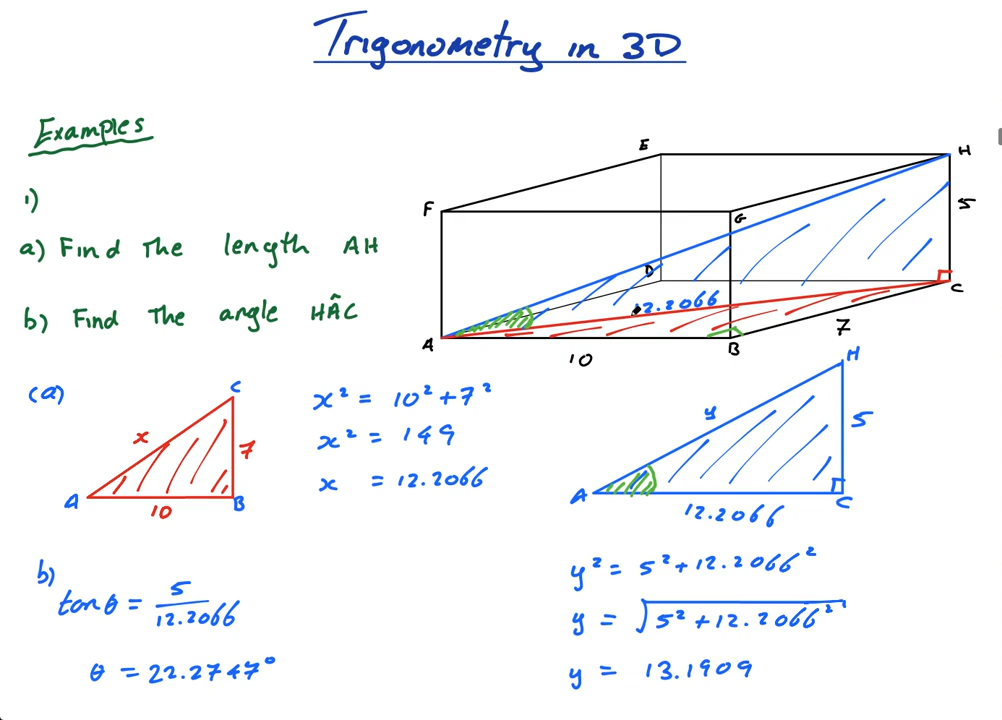 Trigonometry in 3D
Examples
1)
a) Find The length AH
b) Find The angle HÂC
E
H
F
G
5
D
12.2066
C
A
B
7
10
(a)
C
x
7
A
B
10
x² = 10² + 7²
x² = 149
x = 12.2066
H
y
5
A
C
12.2066
b)
tan θ = 5/12.2066
θ = 22.2747°
y² = 5² + 12.2066²
y = √5² + 12.2066²
y = 13.1909